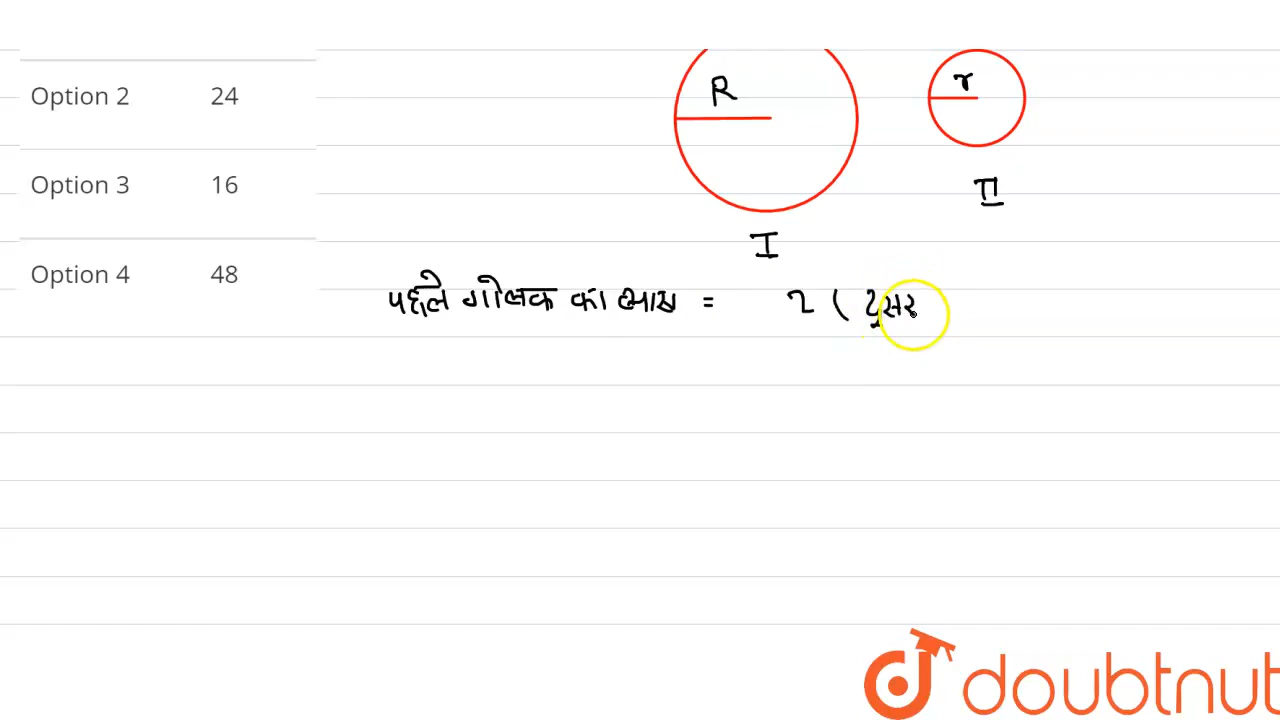 R
r
Option 2 24
II
Option 3 16
I
Option 4 48
पहले गोलक का व्यास = 2 ( दुसर
doubtnut